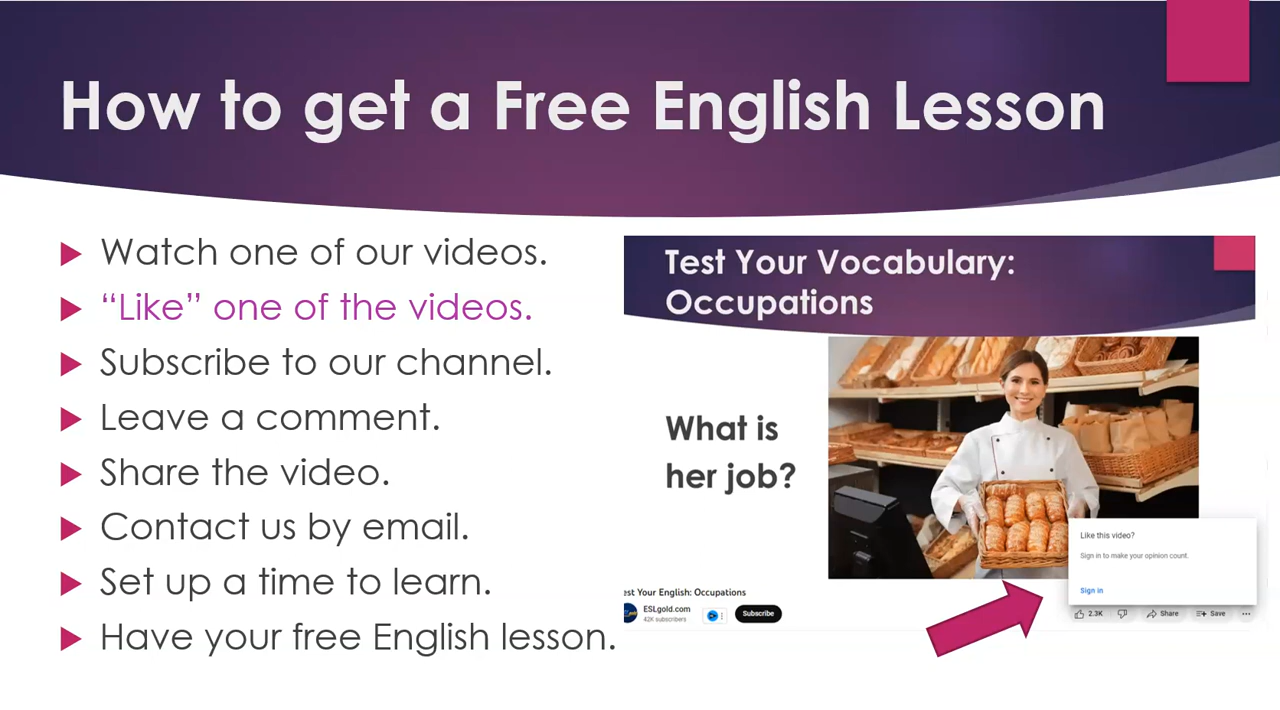 How to get a Free English Lesson
Watch one of our videos.
“Like” one of the videos.
Subscribe to our channel.
Leave a comment.
Share the video.
Contact us by email.
Set up a time to learn.
Have your free English lesson.
Test Your Vocabulary:
Occupations
What is
her job?
Like this video?
Sign in to make your opinion count.
Sign in
est Your English: Occupations
ESLgold.com
42K subscribers
Subscribe
2.3K
Share
Save